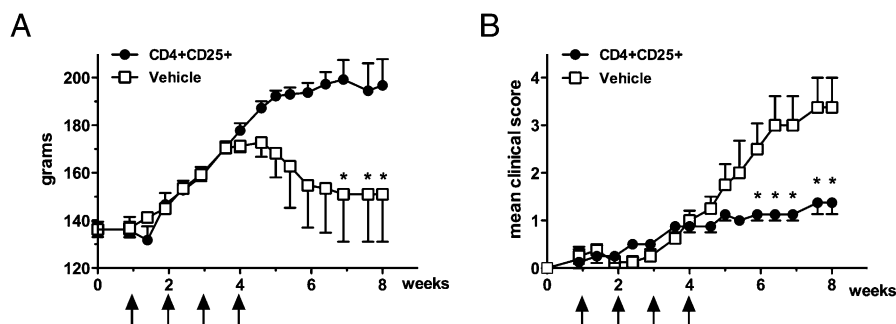 A
CD4+CD25+
Vehicle
grams
200
180
160
140
120
0 2 4 6 8 weeks
* * *
B
CD4+CD25+
Vehicle
mean clinical score
4
3
2
1
0
0 2 4 6 8 weeks
* * * * *